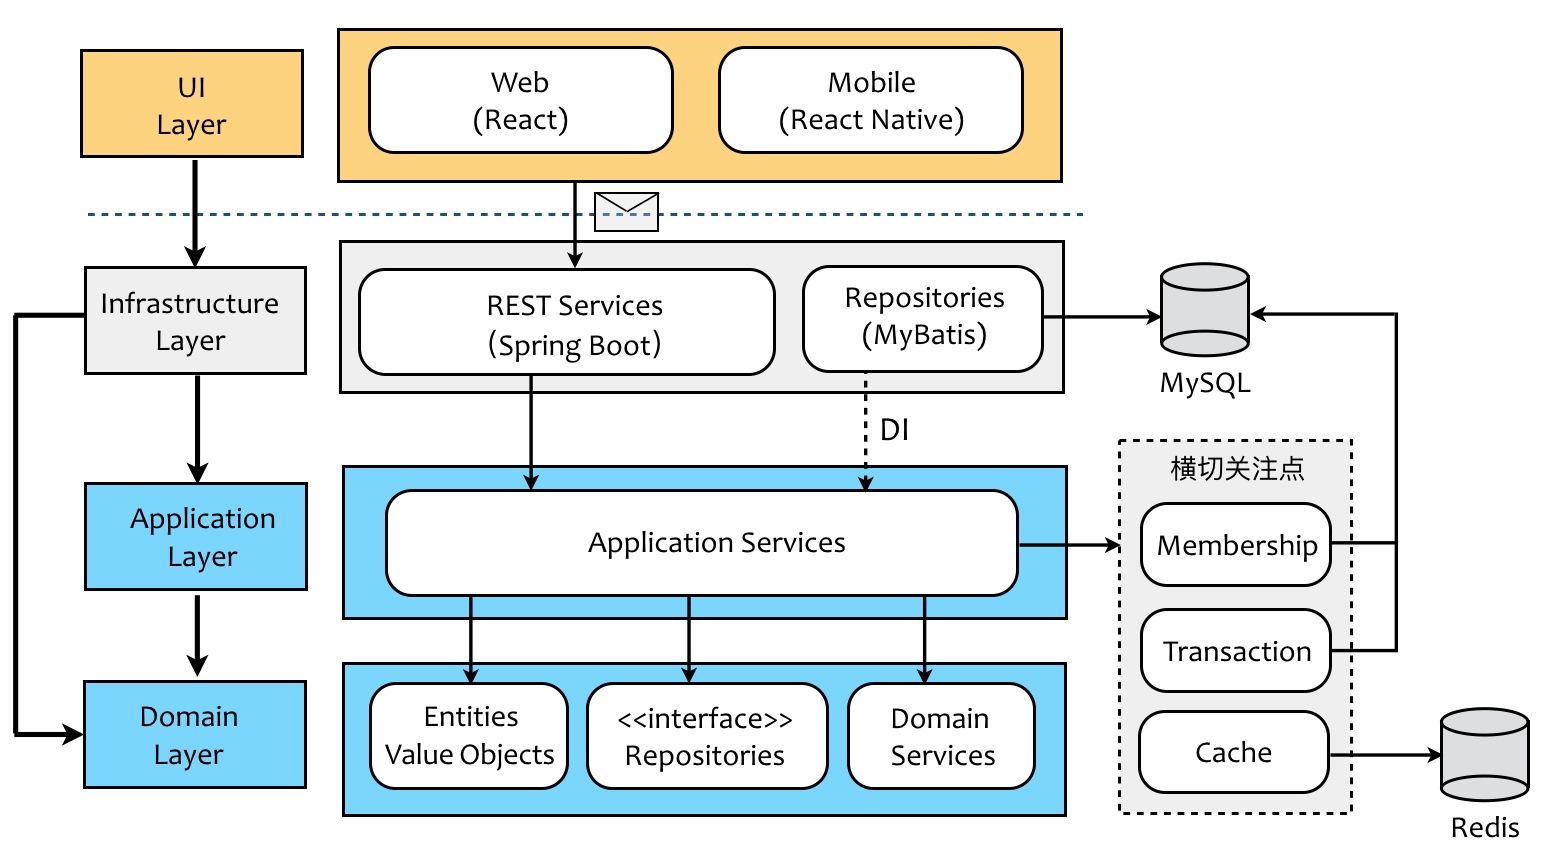 UI
Layer
Web
(React)
Mobile
(React Native)
Infrastructure
Layer
REST Services
(Spring Boot)
Repositories
(MyBatis)
MySQL
DI
Application
Layer
Application Services
横切关注点
Membership
Transaction
Cache
Domain
Layer
Entities
Value Objects
<<interface>>
Repositories
Domain
Services
Redis